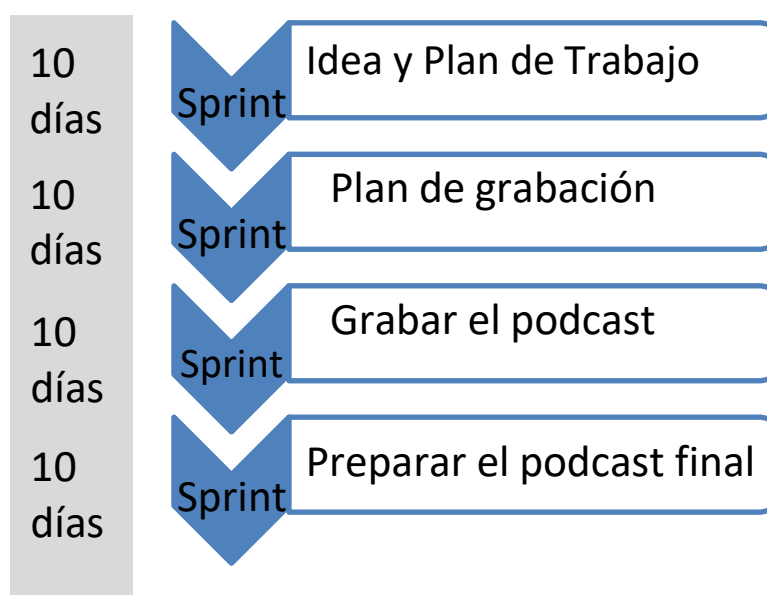 10
días
Sprint
Idea y Plan de Trabajo
10
días
Sprint
Plan de grabación
10
días
Sprint
Grabar el podcast
10
días
Sprint
Preparar el podcast final